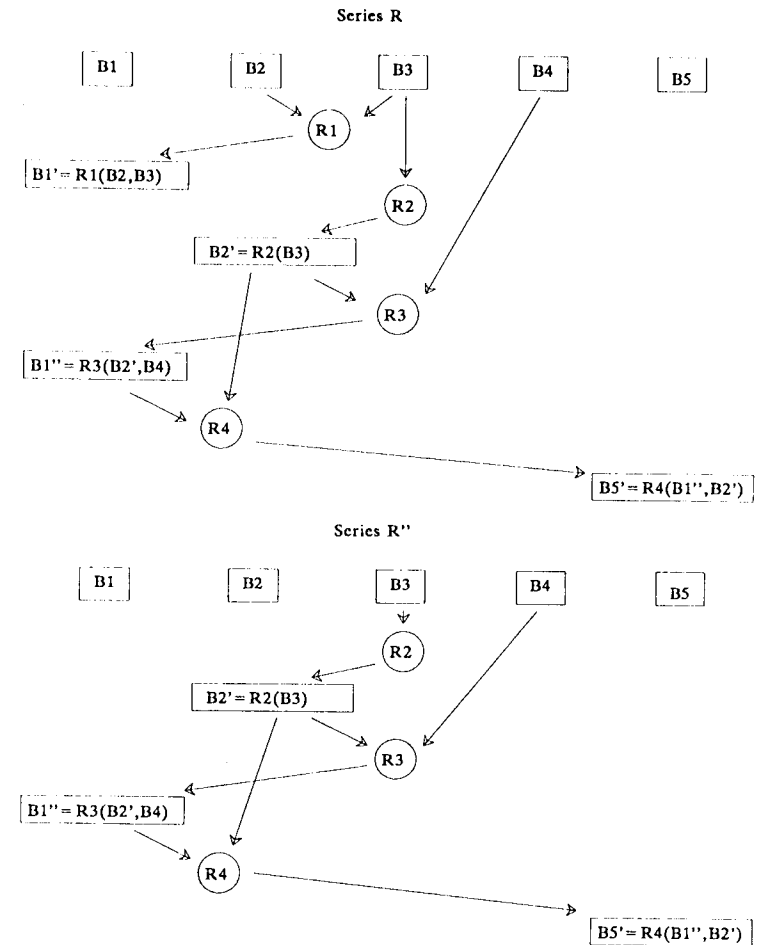 Series R
B1 B2 B3 B4 B5
R1
B1’ = R1(B2,B3)
R2
B2’ = R2(B3)
R3
B1’’ = R3(B2’,B4)
R4
B5’ = R4(B1’’,B2’)
Series R’’
B1 B2 B3 B4 B5
R2
B2’ = R2(B3)
R3
B1’’ = R3(B2’,B4)
R4
B5’ = R4(B1’’,B2’)